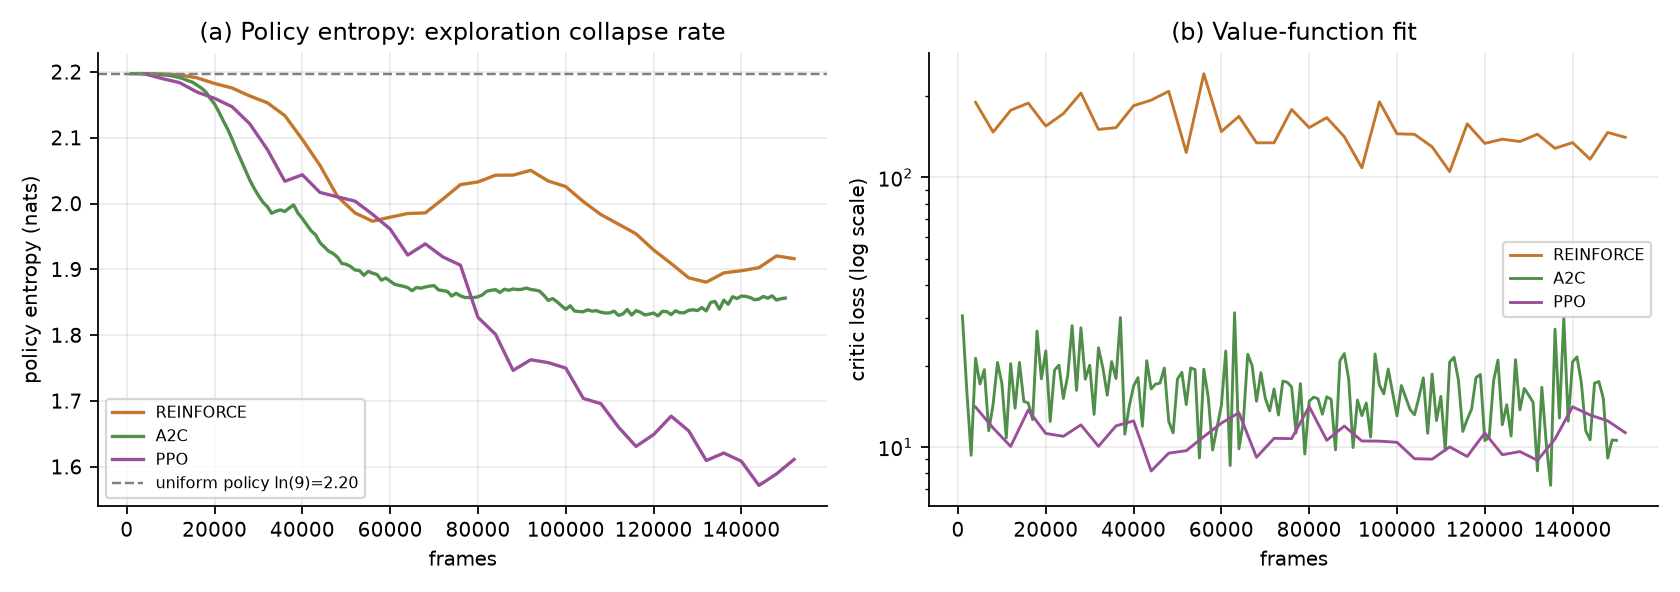 (a) Policy entropy: exploration collapse rate
policy entropy (nats)
2.2
2.1
2.0
1.9
1.8
1.7
1.6
REINFORCE
A2C
PPO
uniform policy ln(9)=2.20
0 20000 40000 60000 80000 100000 120000 140000
frames
(b) Value-function fit
critic loss (log scale)
10²
10¹
REINFORCE
A2C
PPO
0 20000 40000 60000 80000 100000 120000 140000
frames